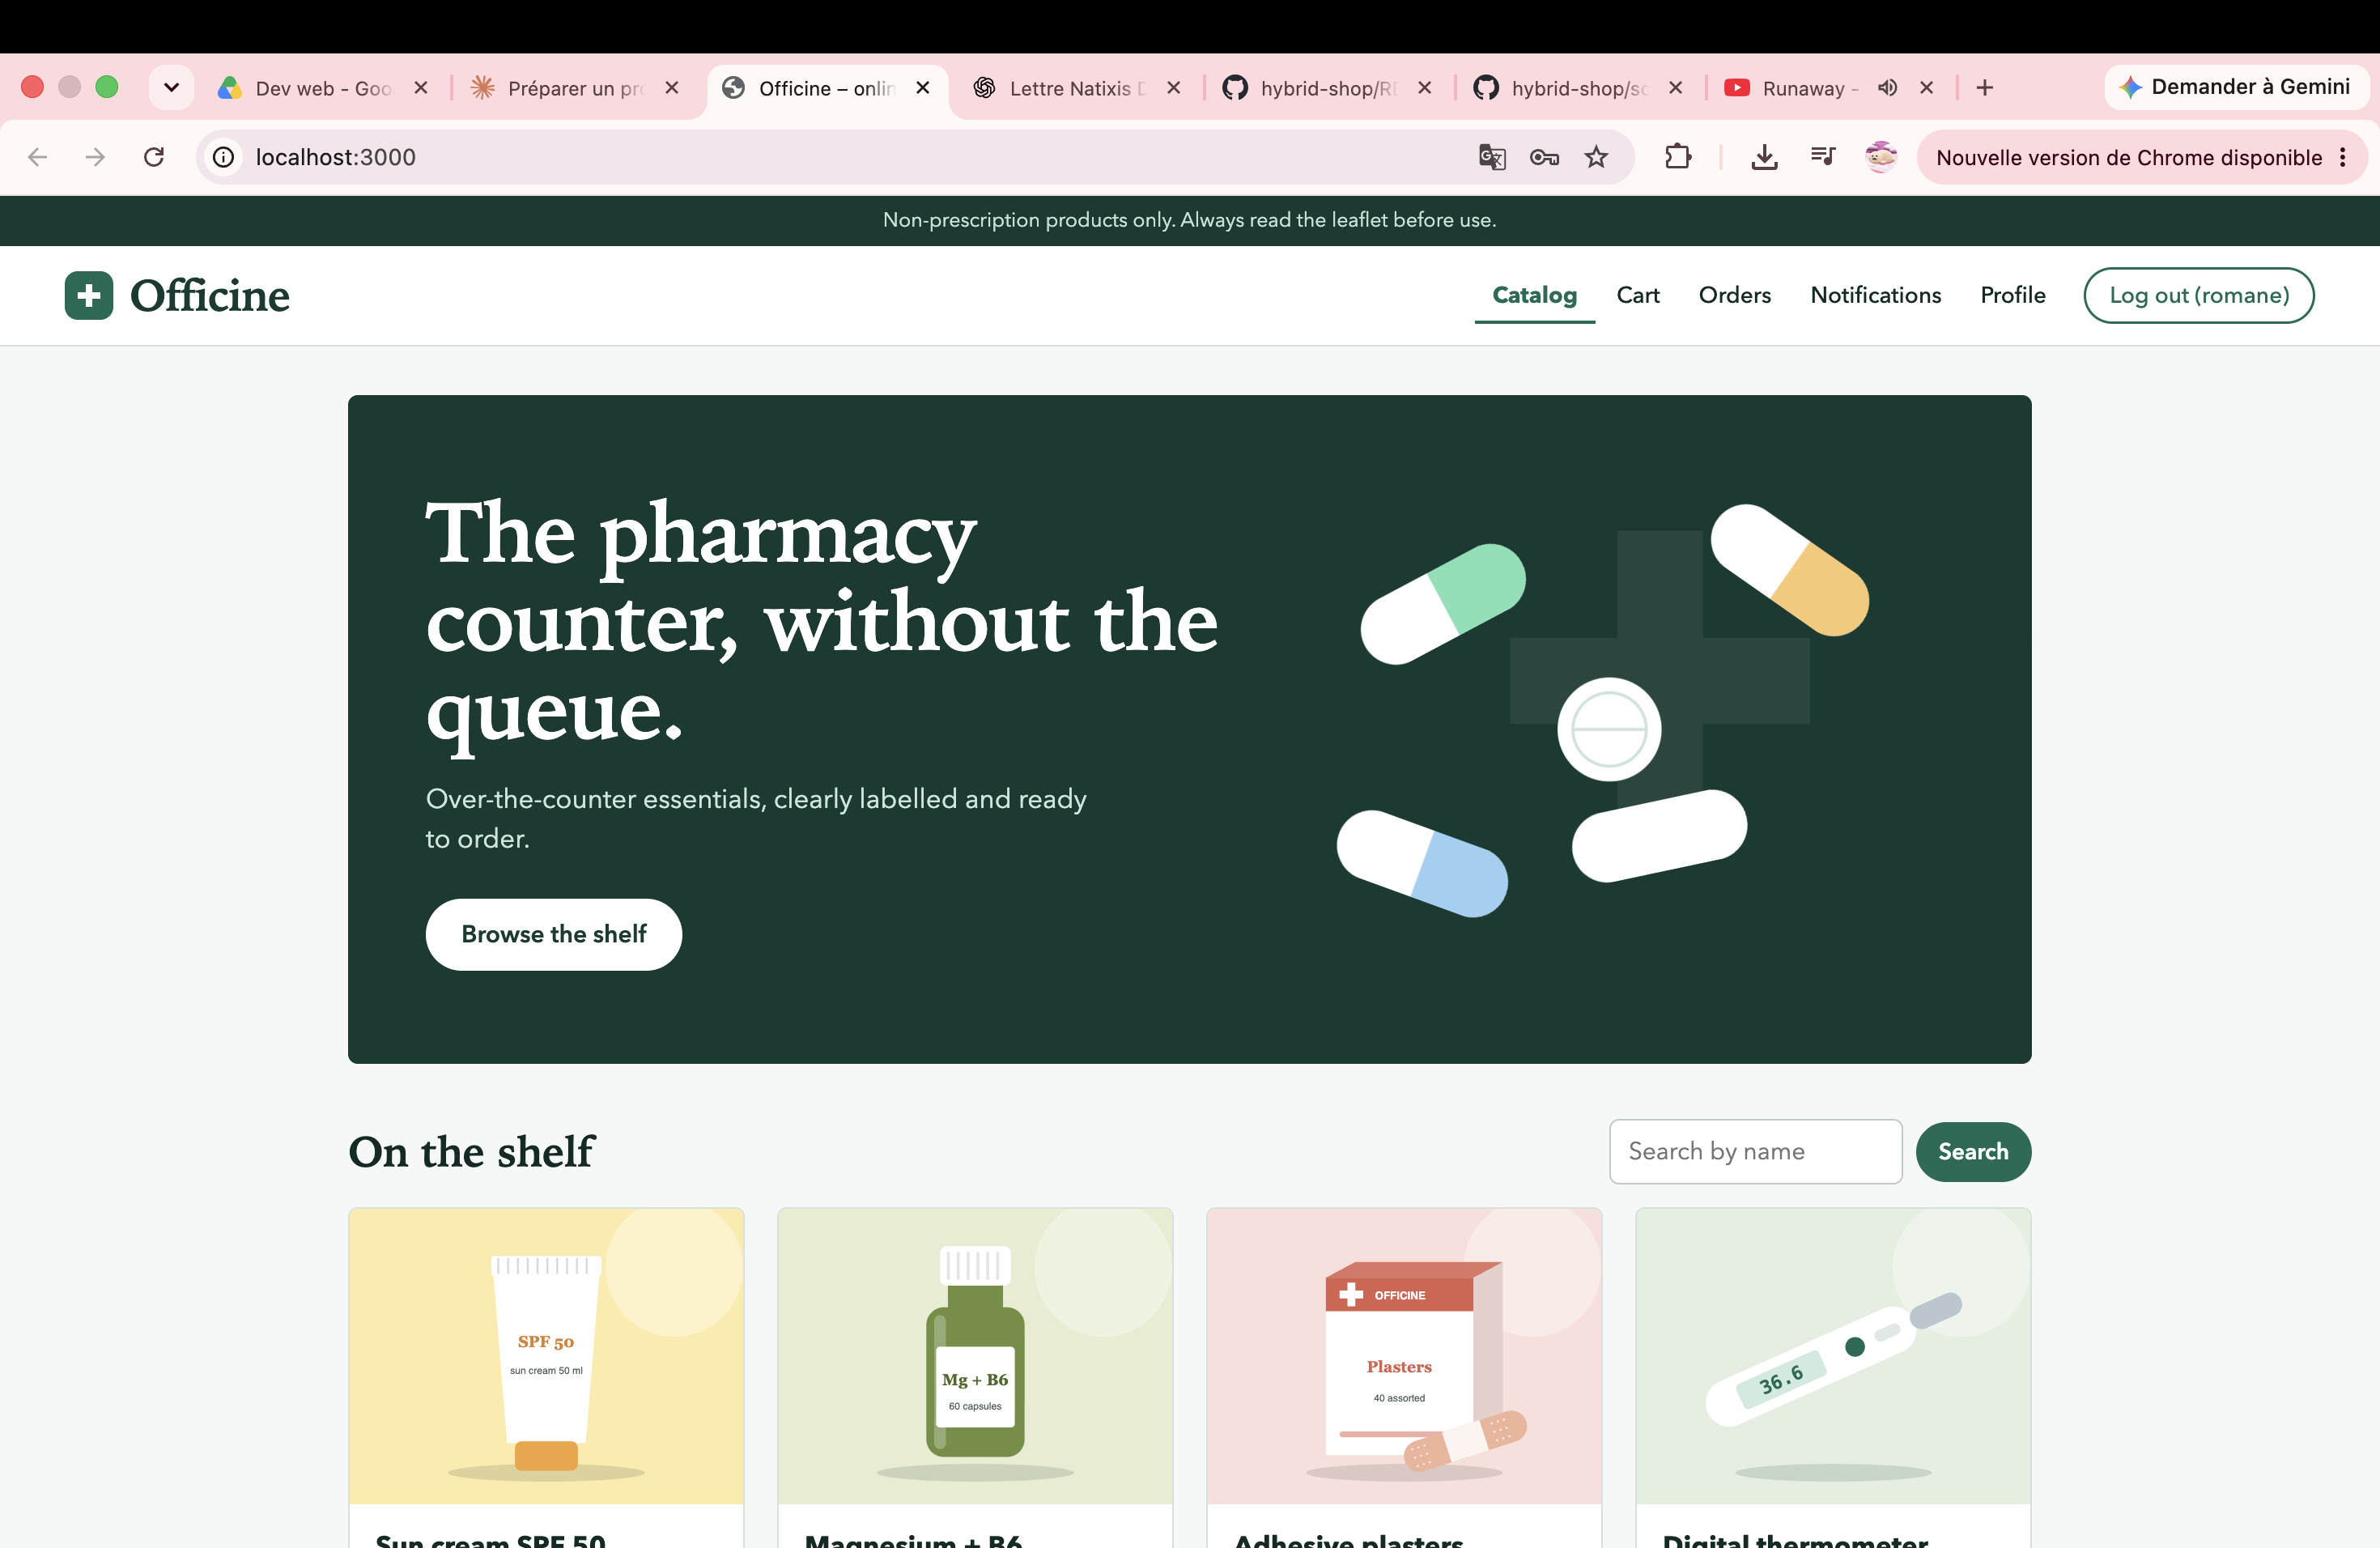 Dev web - Goo
Préparer un pr
Officine – onlin
Lettre Natixis D
hybrid-shop/RE
hybrid-shop/sc
Runaway -
Demander à Gemini
localhost:3000
Nouvelle version de Chrome disponible
Non-prescription products only. Always read the leaflet before use.
Officine
Catalog
Cart
Orders
Notifications
Profile
Log out (romane)
The pharmacy
counter, without the
queue.
Over-the-counter essentials, clearly labelled and ready
to order.
Browse the shelf
On the shelf
Search by name
Search
SPF 50
sun cream 50 ml
Mg + B6
60 capsules
OFFICINE
Plasters
40 assorted
36.6
Sun cream SPF 50
Magnesium + B6
Adhesive plasters
Digital thermometer